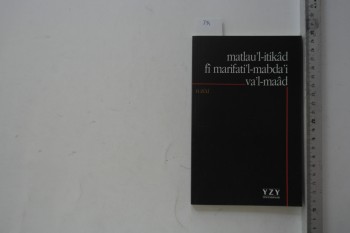 matlau'l-itikâd
fî marifati'l-mabda'i
va'l-maâd
YZY